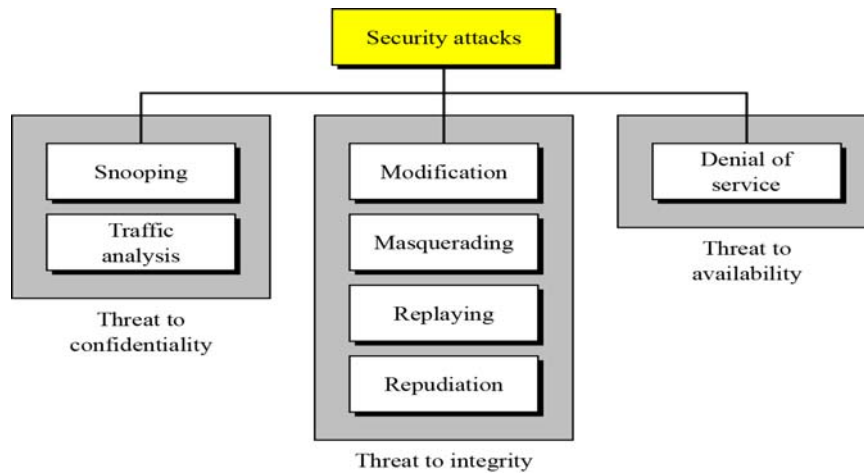 Security attacks
Snooping
Traffic
analysis
Threat to
confidentiality
Modification
Masquerading
Replaying
Repudiation
Threat to integrity
Denial of
service
Threat to
availability